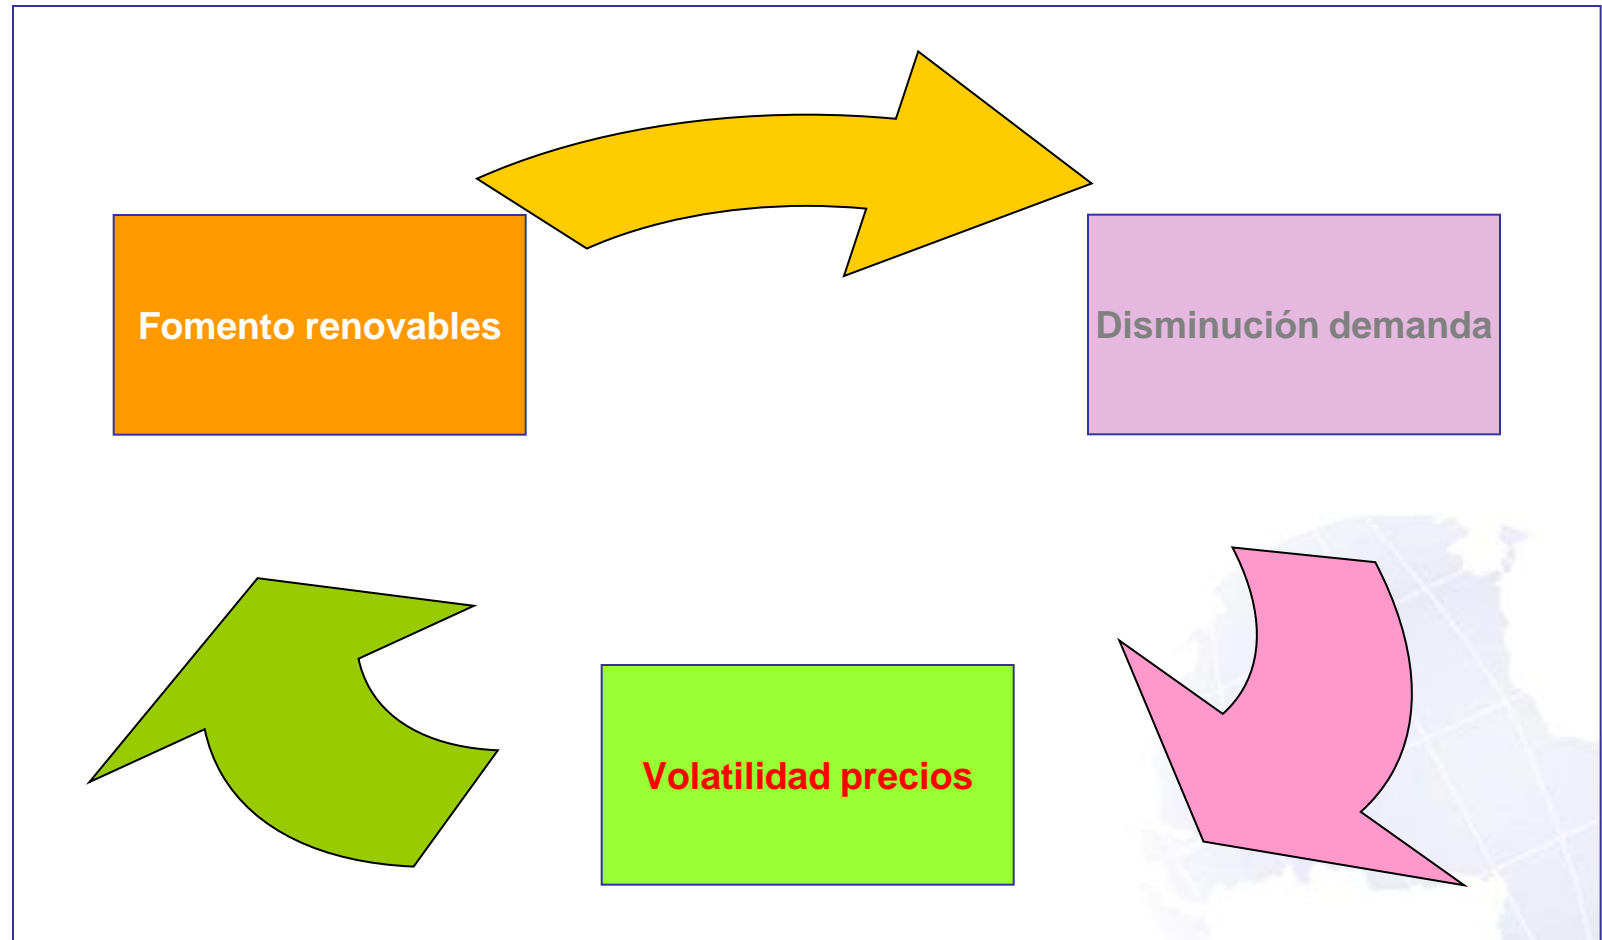 Fomento renovables
Disminución demanda
Volatilidad precios